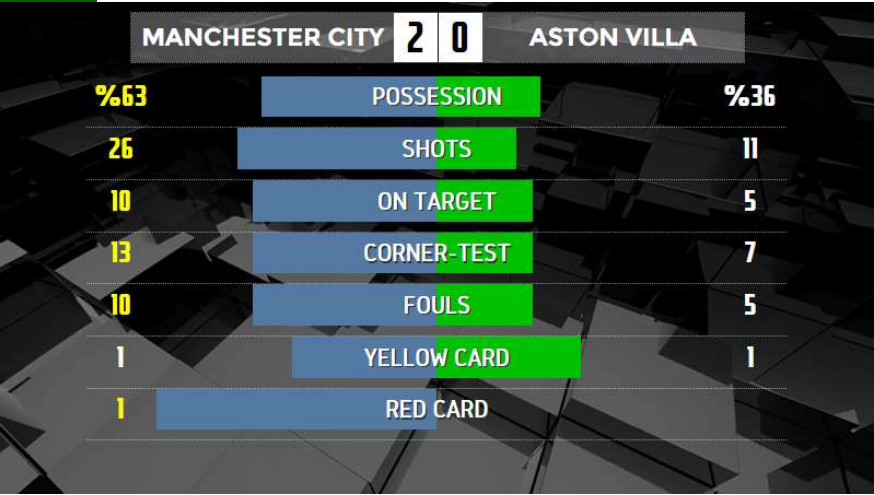 MANCHESTER CITY 2 0 ASTON VILLA
%63 POSSESSION %36
26 SHOTS 11
10 ON TARGET 5
13 CORNER-TEST 7
10 FOULS 5
1 YELLOW CARD 1
1 RED CARD